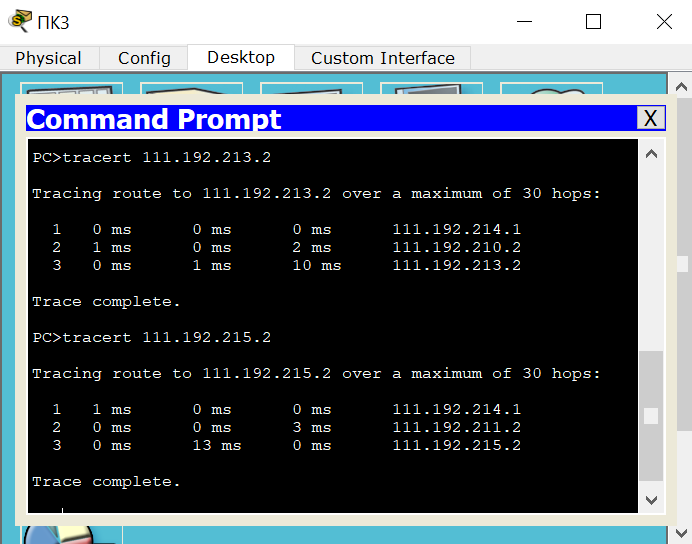 ПК3
Physical Config Desktop Custom Interface
Command Prompt X
PC>tracert 111.192.213.2
Tracing route to 111.192.213.2 over a maximum of 30 hops:
1 0 ms 0 ms 0 ms 111.192.214.1
2 1 ms 0 ms 2 ms 111.192.210.2
3 0 ms 1 ms 10 ms 111.192.213.2
Trace complete.
PC>tracert 111.192.215.2
Tracing route to 111.192.215.2 over a maximum of 30 hops:
1 1 ms 0 ms 0 ms 111.192.214.1
2 0 ms 0 ms 3 ms 111.192.211.2
3 0 ms 13 ms 0 ms 111.192.215.2
Trace complete.